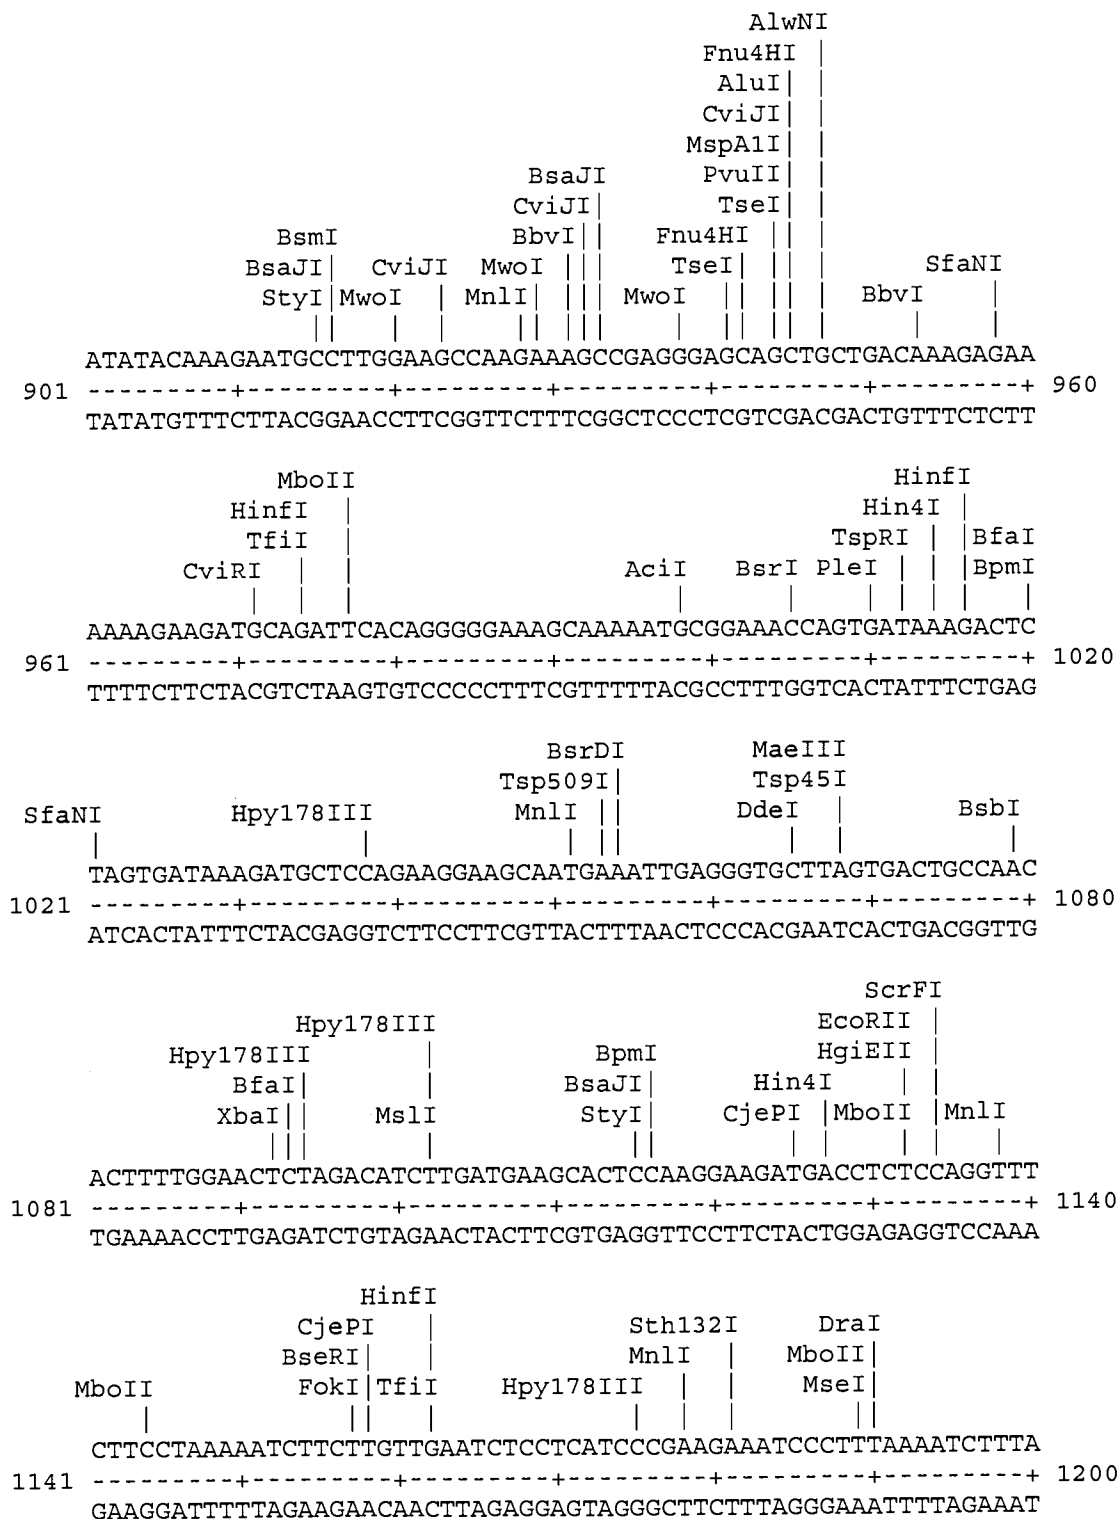 AlwNI
Fnu4HI
AluI
CviJI
MspA1I
BsaJI PvuII
CviJI TseI
BsmI BbvI Fnu4HI
BsaJI CviJI MwoI TseI SfaNI
StyI MwoI MnlI MwoI BbvI
ATATACAAAGAATGCCTTGGAAGCCAAGAAAGCCGAGGGAGCAGCTGCTGACAAAGAGAA
901 ---------+---------+---------+---------+---------+---------+ 960
TATATGTTTCTTACGGAACCTTCGGTTCTTTCGGCTCCCTCGTCGACGACTGTTTCTCTT
MboII HinfI
HinfI Hin4I
TfiI TspRI BfaI
CviRI AciI BsrI PleI BpmI
AAAAGAAGATGCAGATTCACAGGGGGAAAGCAAAAATGCGGAAACCAGTGATAAAGACTC
961 ---------+---------+---------+---------+---------+---------+ 1020
TTTTCTTCTACGTCTAAGTGTCCCCCTTTCGTTTTTACGCCTTTGGTCACTATTTCTGAG
BsrDI MaeIII
Tsp509I Tsp45I
SfaNI Hpy178III MnlI DdeI BsbI
TAGTGATAAAGATGCTCCAGAAGGAAGCAATGAAATTGAGGGTGCTTAGTGACTGCCAAC
1021 ---------+---------+---------+---------+---------+---------+ 1080
ATCACTATTTCTACGAGGTCTTCCTTCGTTACTTTAACTCCCACGAATCACTGACGGTTG
ScrFI
Hpy178III EcoRII
Hpy178III BpmI HgiEII
BfaI BsaJI Hin4I
XbaI MslI StyI CjePI MboII MnlI
ACTTTTGGAACTCTAGACATCTTGATGAAGCACTCCAAGGAAGATGACCTCTCCAGGTTT
1081 ---------+---------+---------+---------+---------+---------+ 1140
TGAAAACCTTGAGATCTGTAGAACTACTTCGTGAGGTTCCTTCTACTGGAGAGGTCCAAA
HinfI
CjePI Sth132I DraI
BseRI MnlI MboII
MboII FokI TfiI Hpy178III MseI
CTTCCTAAAAATCTTCTTGTTGAATCTCCTCATCCCGAAGAAATCCCTTTAAAATCTTTA
1141 ---------+---------+---------+---------+---------+---------+ 1200
GAAGGATTTTTAGAAGAACAACTTAGAGGAGTAGGGCTTCTTTAGGGAAATTTTAGAAAT